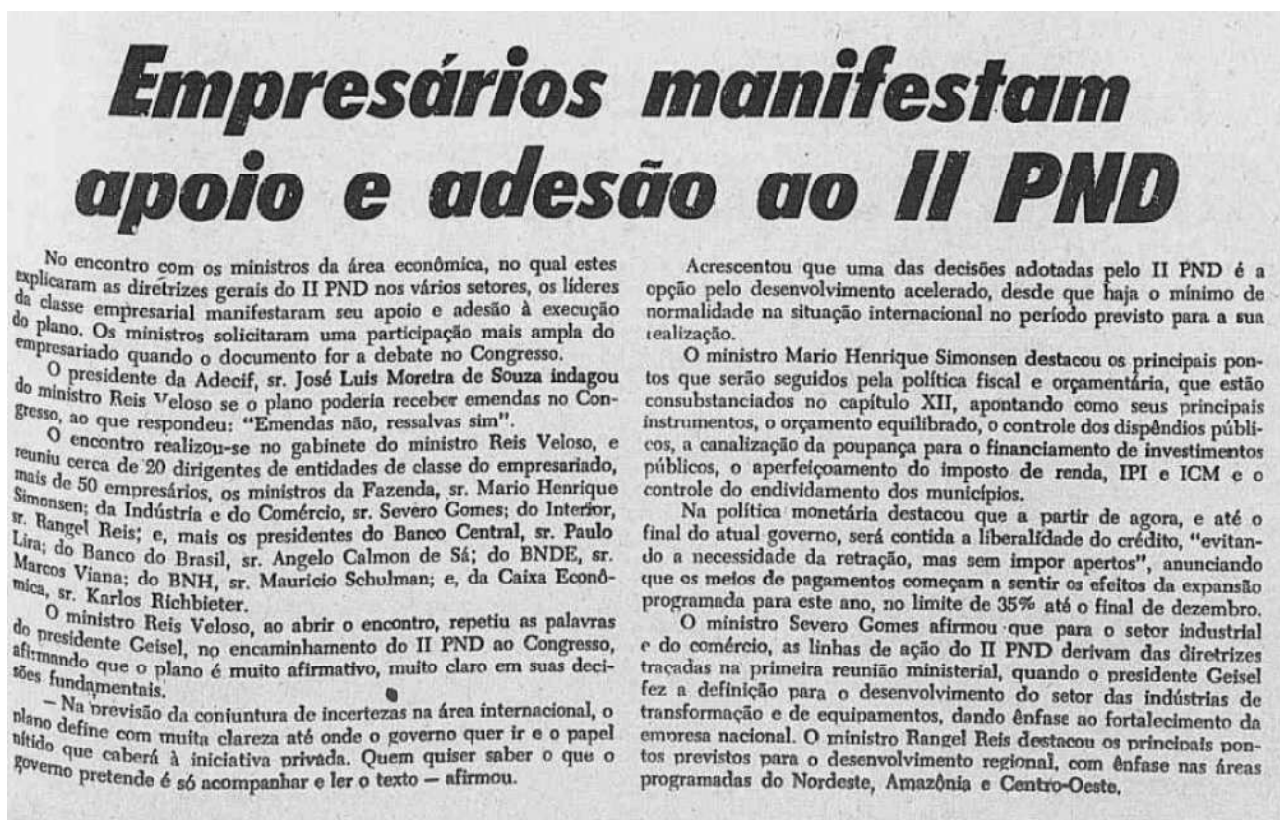 Empresários manifestam
apoio e adesão ao II PND
No encontro com os ministros da área econômica, no qual estes
explicaram as diretrizes gerais do II PND nos vários setores, os líderes
da classe empresarial manifestaram seu apoio e adesão à execução
do plano. Os ministros solicitaram uma participação mais ampla do
empresariado quando o documento for a debate no Congresso.
O presidente da Adecif, sr. José Luis Moreira de Souza indagou
do ministro Reis Veloso se o plano poderia receber emendas no Con-
gresso, ao que respondeu: "Emendas não, ressalvas sim".
O encontro realizou-se no gabinete do ministro Reis Veloso, e
reuniu cerca de 20 dirigentes de entidades de classe do empresariado,
mais de 50 empresários, os ministros da Fazenda, sr. Mario Henrique
Simonsen; da Indústria e do Comércio, sr. Severo Gomes; do Interior,
sr. Rangel Reis; e, mais os presidentes do Banco Central, sr. Paulo
Lira; do Banco do Brasil, sr. Angelo Calmon de Sá; do BNDE, sr.
Marcos Viana; do BNH, sr. Mauricio Schulman; e, da Caixa Econô-
mica, sr. Karlos Richbieter.
O ministro Reis Veloso, ao abrir o encontro, repetiu as palavras
do presidente Geisel, no encaminhamento do II PND ao Congresso,
afirmando que o plano é muito afirmativo, muito claro em suas deci-
sões fundamentais.
— Na previsão da conjuntura de incertezas na área internacional, o
plano define com muita clareza até onde o governo quer ir e o papel
nítido que caberá à iniciativa privada. Quem quiser saber o que o
governo pretende é só acompanhar e ler o texto — afirmou.
Acrescentou que uma das decisões adotadas pelo II PND é a
opção pelo desenvolvimento acelerado, desde que haja o mínimo de
normalidade na situação internacional no período previsto para a sua
realização.
O ministro Mario Henrique Simonsen destacou os principais pon-
tos que serão seguidos pela política fiscal e orçamentária, que estão
consubstanciados no capítulo XII, apontando como seus principais
instrumentos, o orçamento equilibrado, o controle dos dispêndios públi-
cos, a canalização da poupança para o financiamento de investimentos
públicos, o aperfeiçoamento do imposto de renda, IPI e ICM e o
controle do endividamento dos municípios.
Na política monetária destacou que a partir de agora, e até o
final do atual governo, será contida a liberalidade do crédito, "evitan-
do a necessidade da retração, mas sem impor apertos", anunciando
que os meios de pagamentos começam a sentir os efeitos da expansão
programada para este ano, no limite de 35% até o final de dezembro.
O ministro Severo Gomes afirmou que para o setor industrial
e do comércio, as linhas de ação do II PND derivam das diretrizes
traçadas na primeira reunião ministerial, quando o presidente Geisel
fez a definição para o desenvolvimento do setor das indústrias de
transformação e de equipamentos, dando ênfase ao fortalecimento da
empresa nacional. O ministro Rangel Reis destacou os principais pon-
tos previstos para o desenvolvimento regional, com ênfase nas áreas
programadas do Nordeste, Amazônia e Centro-Oeste.